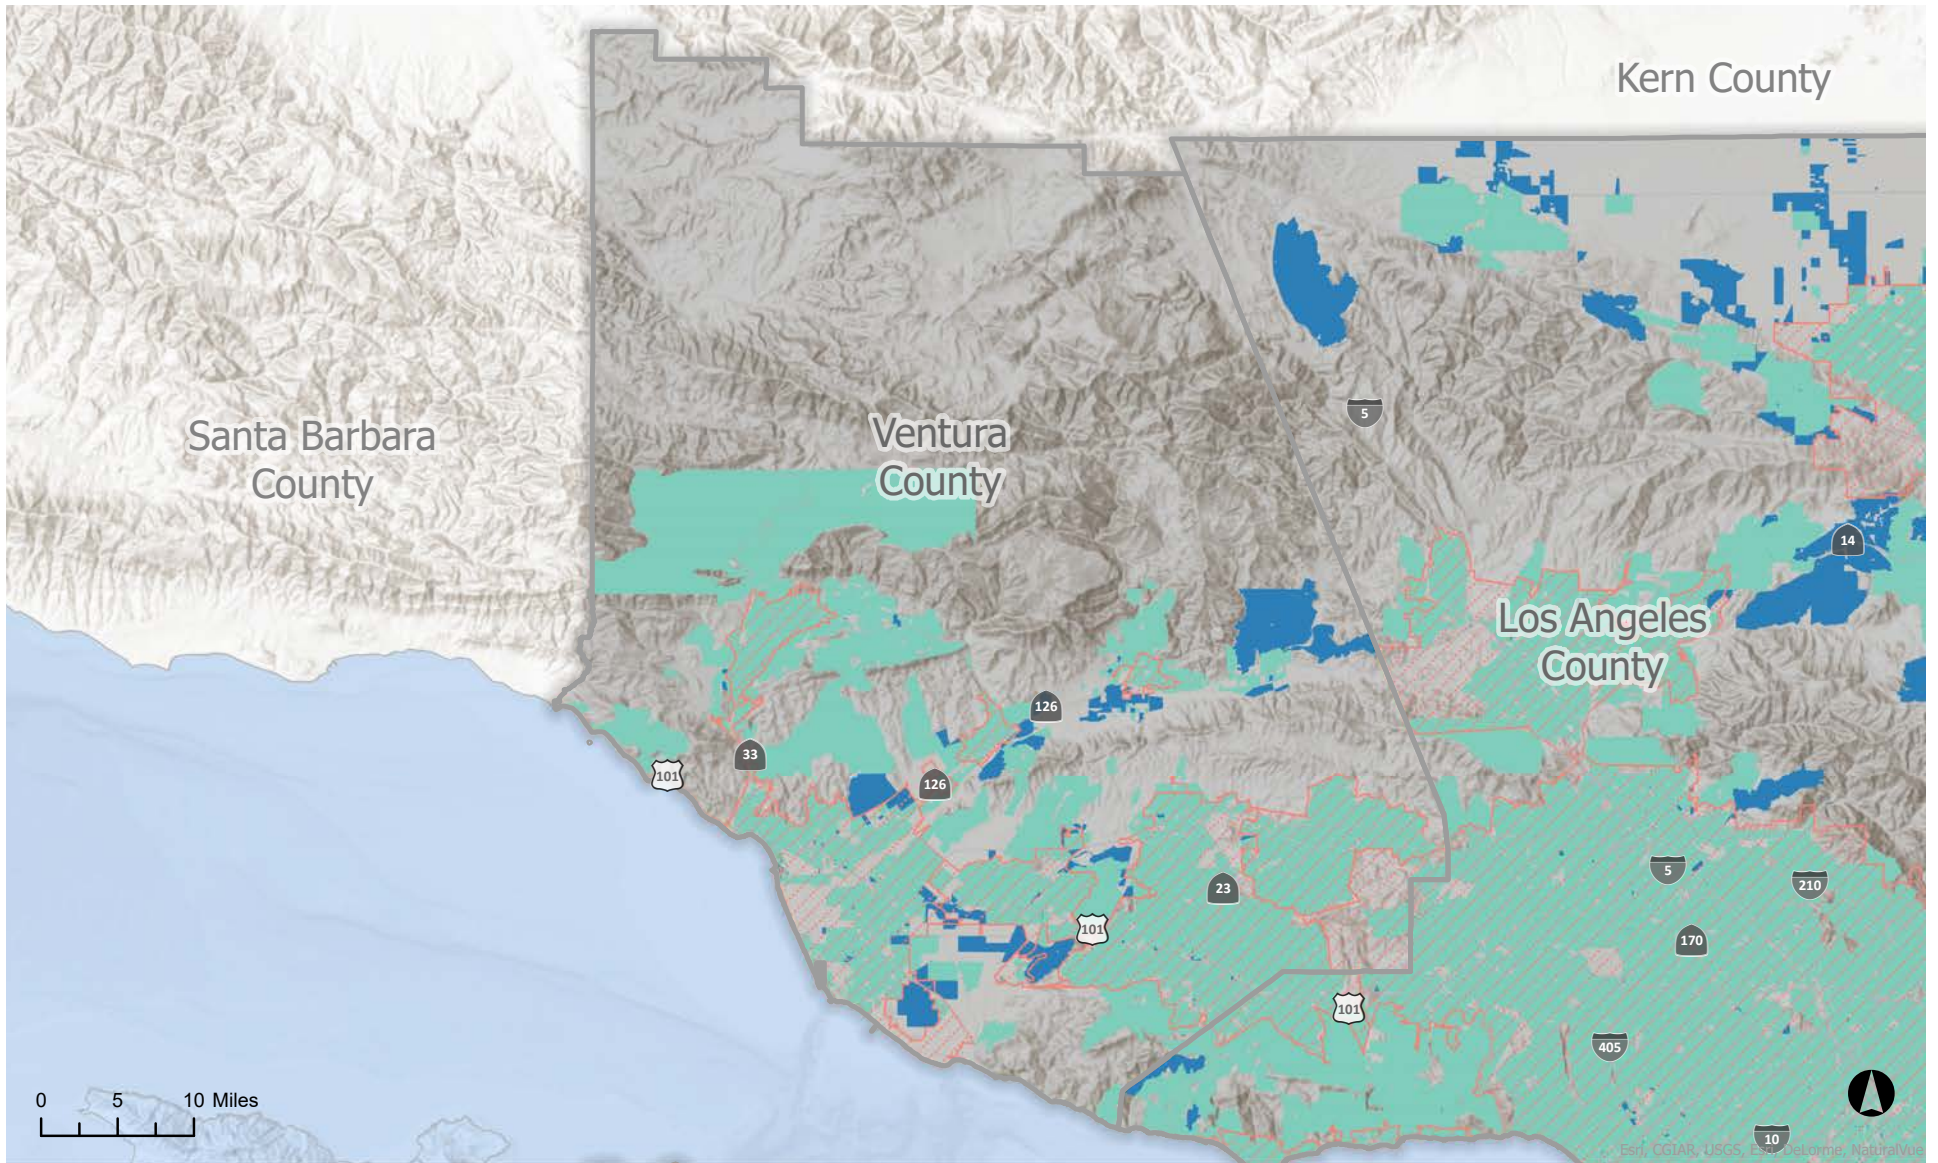 Kern County
5
Santa Barbara
County
Ventura
County
14
Los Angeles
County
126
33
101
126
5
210
23
101
170
101
405
0 5 10 Miles
10
Esri, CGIAR, USGS, Esri, DeLorme, NaturalVue